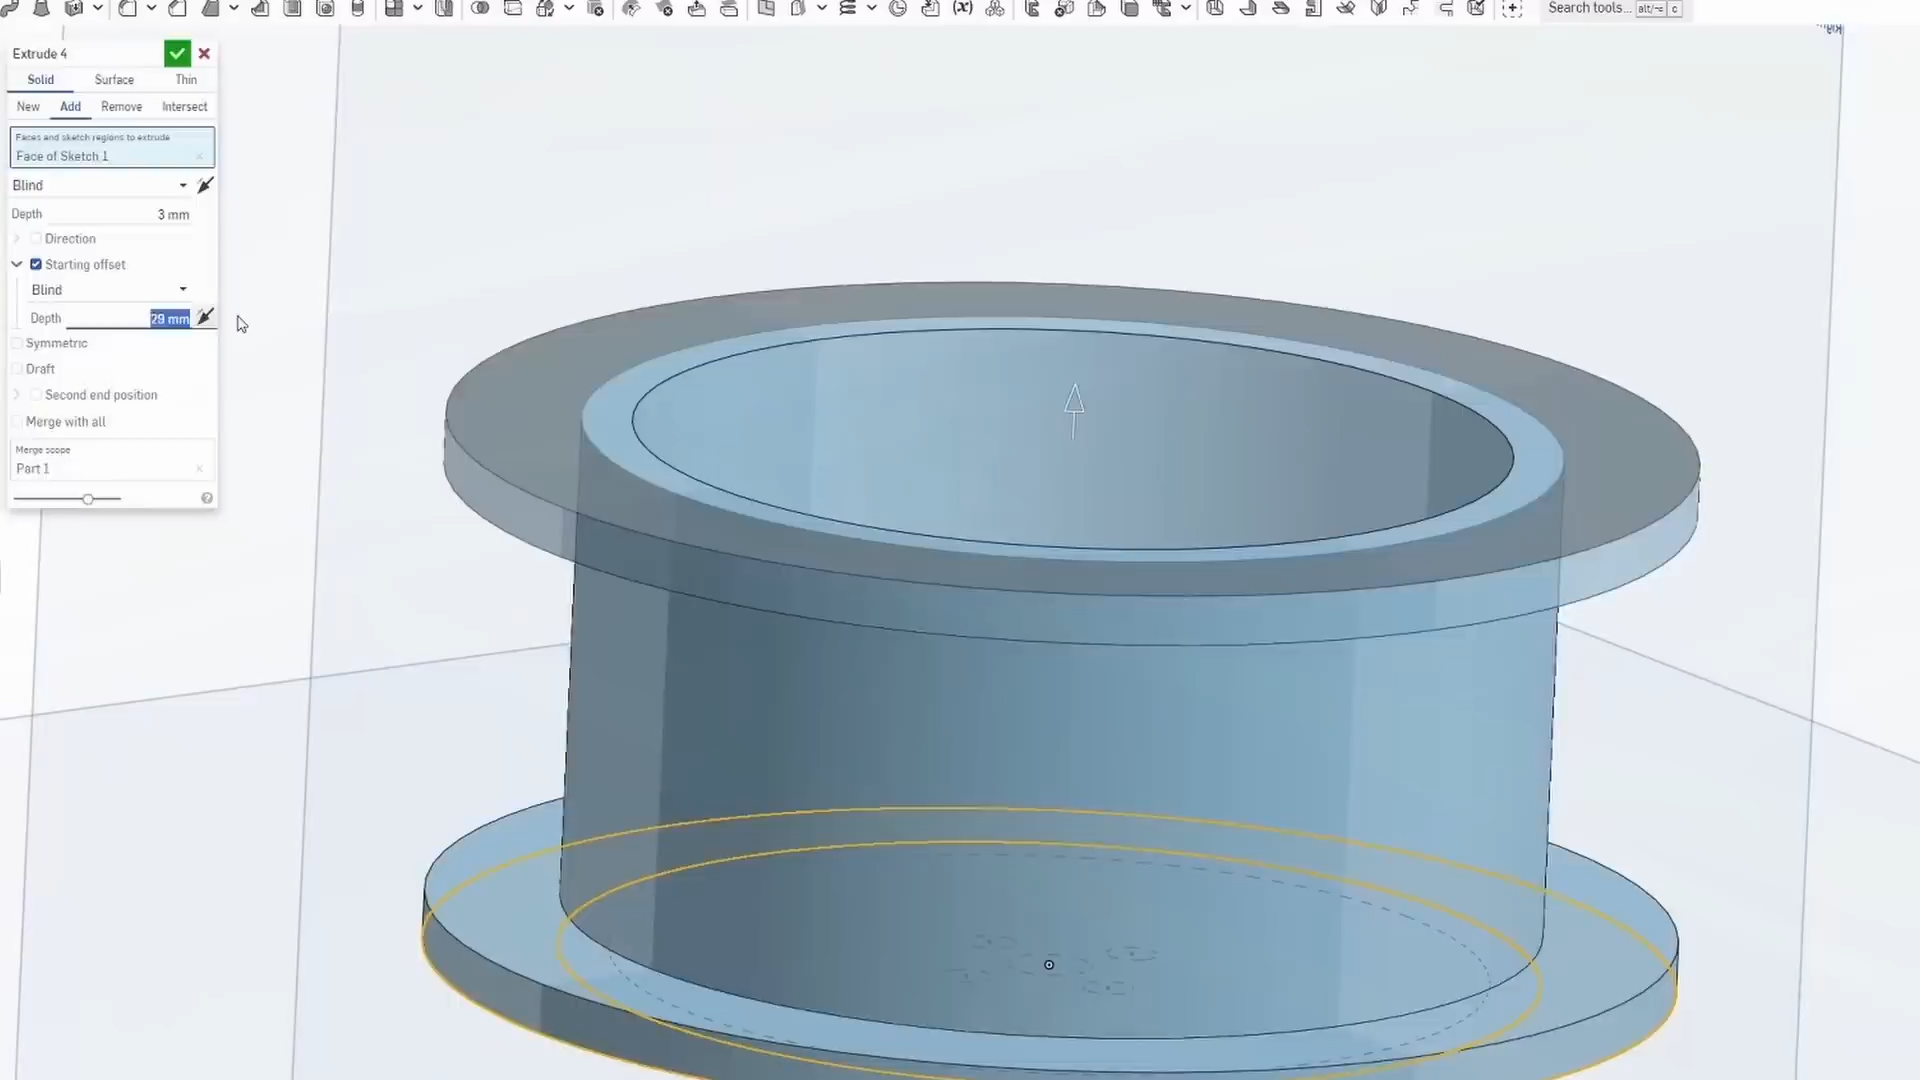 Search tools... alt/⌥ c
Extrude 4
Solid Surface Thin
New Add Remove Intersect
Faces and sketch regions to extrude
Face of Sketch 1
Blind
Depth 3 mm
Direction
Starting offset
Blind
Depth 29 mm
Symmetric
Draft
Second end position
Merge with all
Merge scope
Part 1